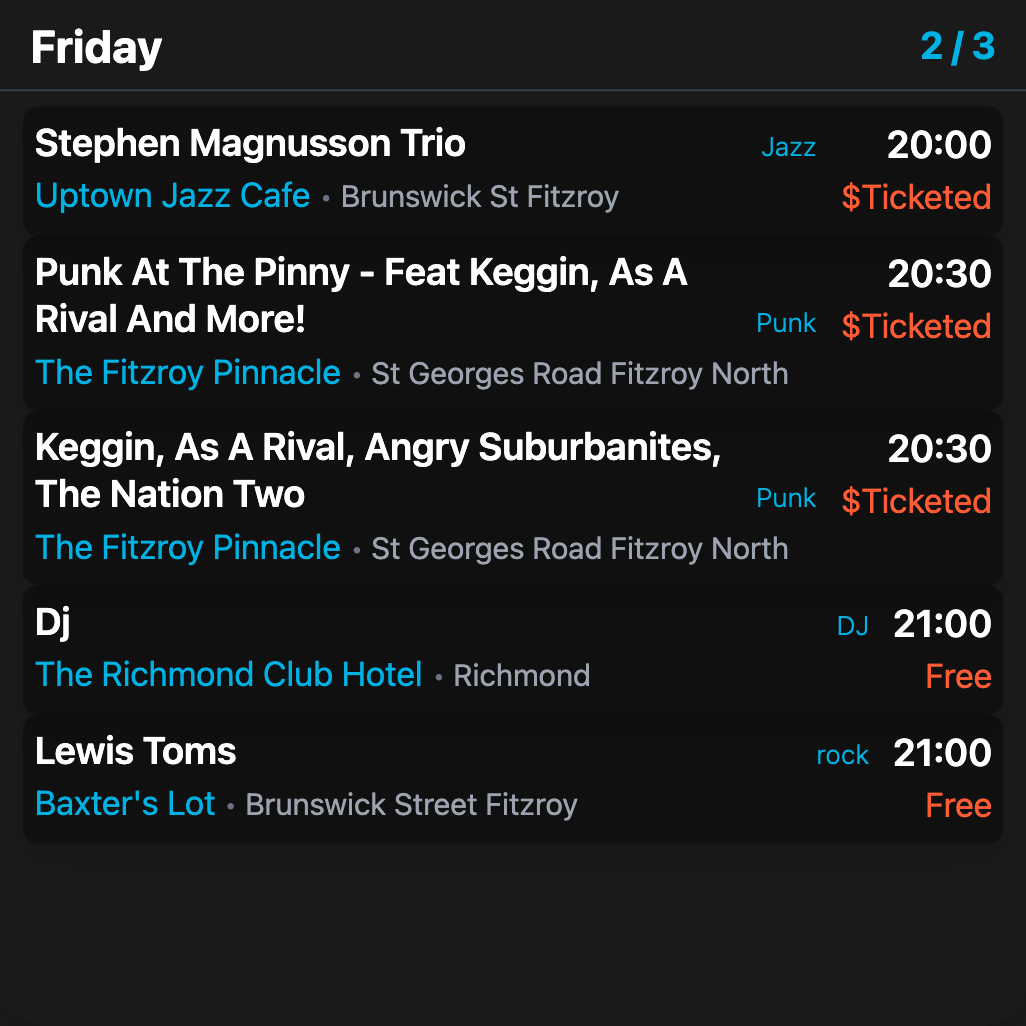 Friday 2 / 3
Stephen Magnusson Trio Jazz 20:00
Uptown Jazz Cafe • Brunswick St Fitzroy $Ticketed
Punk At The Pinny - Feat Keggin, As A 20:30
Rival And More! Punk $Ticketed
The Fitzroy Pinnacle • St Georges Road Fitzroy North
Keggin, As A Rival, Angry Suburbanites, 20:30
The Nation Two Punk $Ticketed
The Fitzroy Pinnacle • St Georges Road Fitzroy North
Dj DJ 21:00
The Richmond Club Hotel • Richmond Free
Lewis Toms rock 21:00
Baxter's Lot • Brunswick Street Fitzroy Free